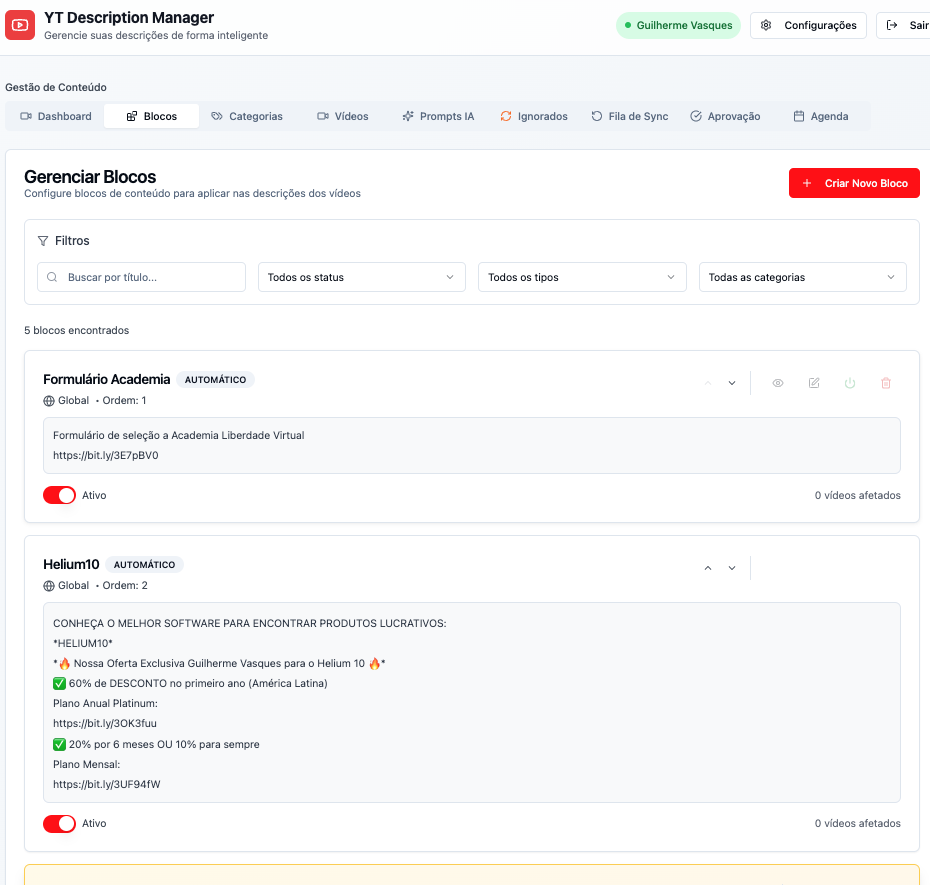 YT Description Manager
Gerencie suas descrições de forma inteligente
Guilherme Vasques
Configurações
Sair
Gestão de Conteúdo
Dashboard
Blocos
Categorias
Vídeos
Prompts IA
Ignorados
Fila de Sync
Aprovação
Agenda
Gerenciar Blocos
Configure blocos de conteúdo para aplicar nas descrições dos vídeos
+ Criar Novo Bloco
Filtros
Buscar por título...
Todos os status
Todos os tipos
Todas as categorias
5 blocos encontrados
Formulário Academia AUTOMÁTICO
Global • Ordem: 1
Formulário de seleção a Academia Liberdade Virtual
https://bit.ly/3E7pBV0
Ativo
0 vídeos afetados
Helium10 AUTOMÁTICO
Global • Ordem: 2
CONHEÇA O MELHOR SOFTWARE PARA ENCONTRAR PRODUTOS LUCRATIVOS:
*HELIUM10*
*🔥 Nossa Oferta Exclusiva Guilherme Vasques para o Helium 10 🔥*
✅ 60% de DESCONTO no primeiro ano (América Latina)
Plano Anual Platinum:
https://bit.ly/3OK3fuu
✅ 20% por 6 meses OU 10% para sempre
Plano Mensal:
https://bit.ly/3UF94fW
Ativo
0 vídeos afetados